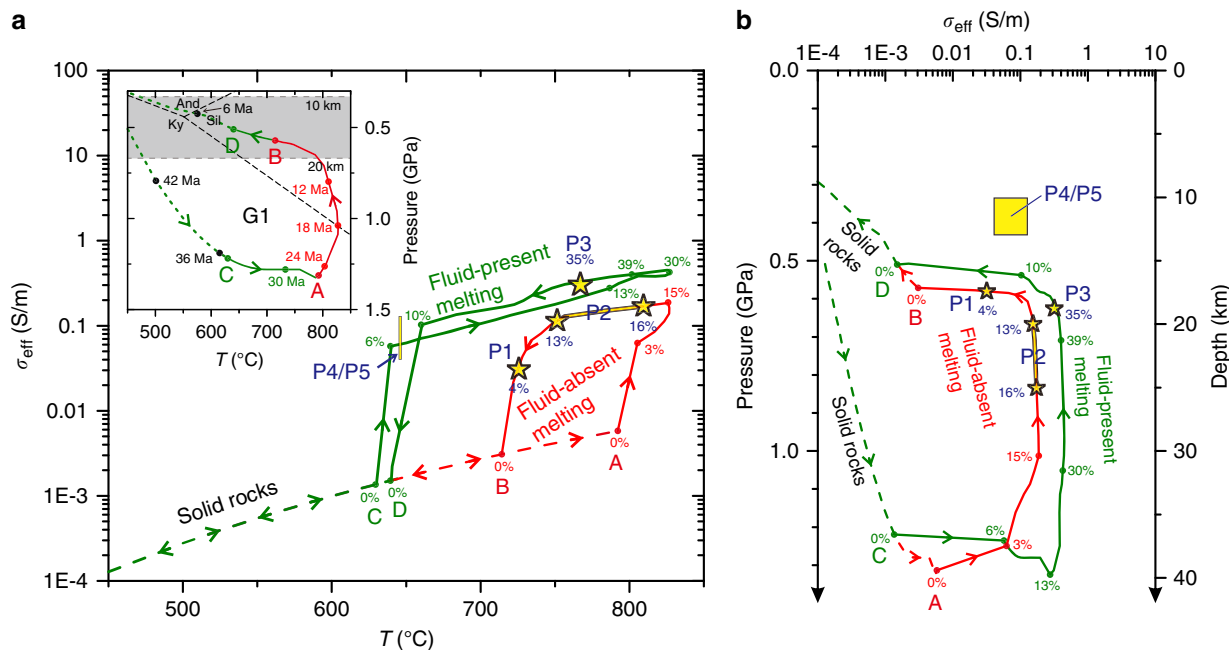 a
σeff (S/m)
100
10
1
0.1
0.01
1E-3
1E-4
500
600
700
800
T (°C)
And
Ky
Sil
6 Ma
10 km
D
B
20 km
42 Ma
12 Ma
G1
18 Ma
36 Ma
24 Ma
C
30 Ma
A
0.5
1.0
1.5
Pressure (GPa)
500
600
700
800
T (°C)
Fluid-present
melting
P3
35%
39%
30%
13%
10%
6%
P4/P5
P2
15%
16%
13%
P1
4%
3%
Fluid-absent
melting
0%
A
0%
B
0%
0%
C
D
Solid rocks
b
σeff (S/m)
1E-4
1E-3
0.01
0.1
1
10
0.0
0.5
1.0
Pressure (GPa)
0
10
20
30
40
Depth (km)
P4/P5
Solid
rocks
0%
D
10%
0%
B
P1
4%
P3
35%
13%
P2
39%
16%
Fluid-absent
melting
Fluid-present
melting
Solid rocks
15%
30%
0%
C
6%
3%
0%
A
13%